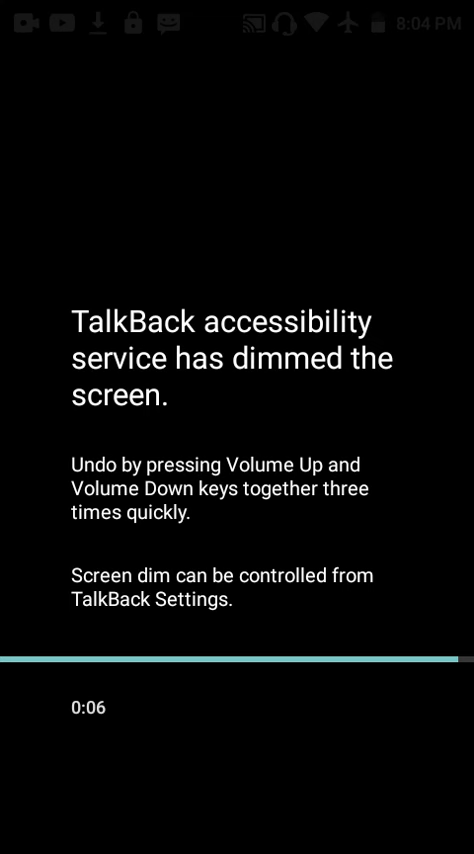 8:04 PM
TalkBack accessibility
service has dimmed the
screen.
Undo by pressing Volume Up and
Volume Down keys together three
times quickly.
Screen dim can be controlled from
TalkBack Settings.
0:06